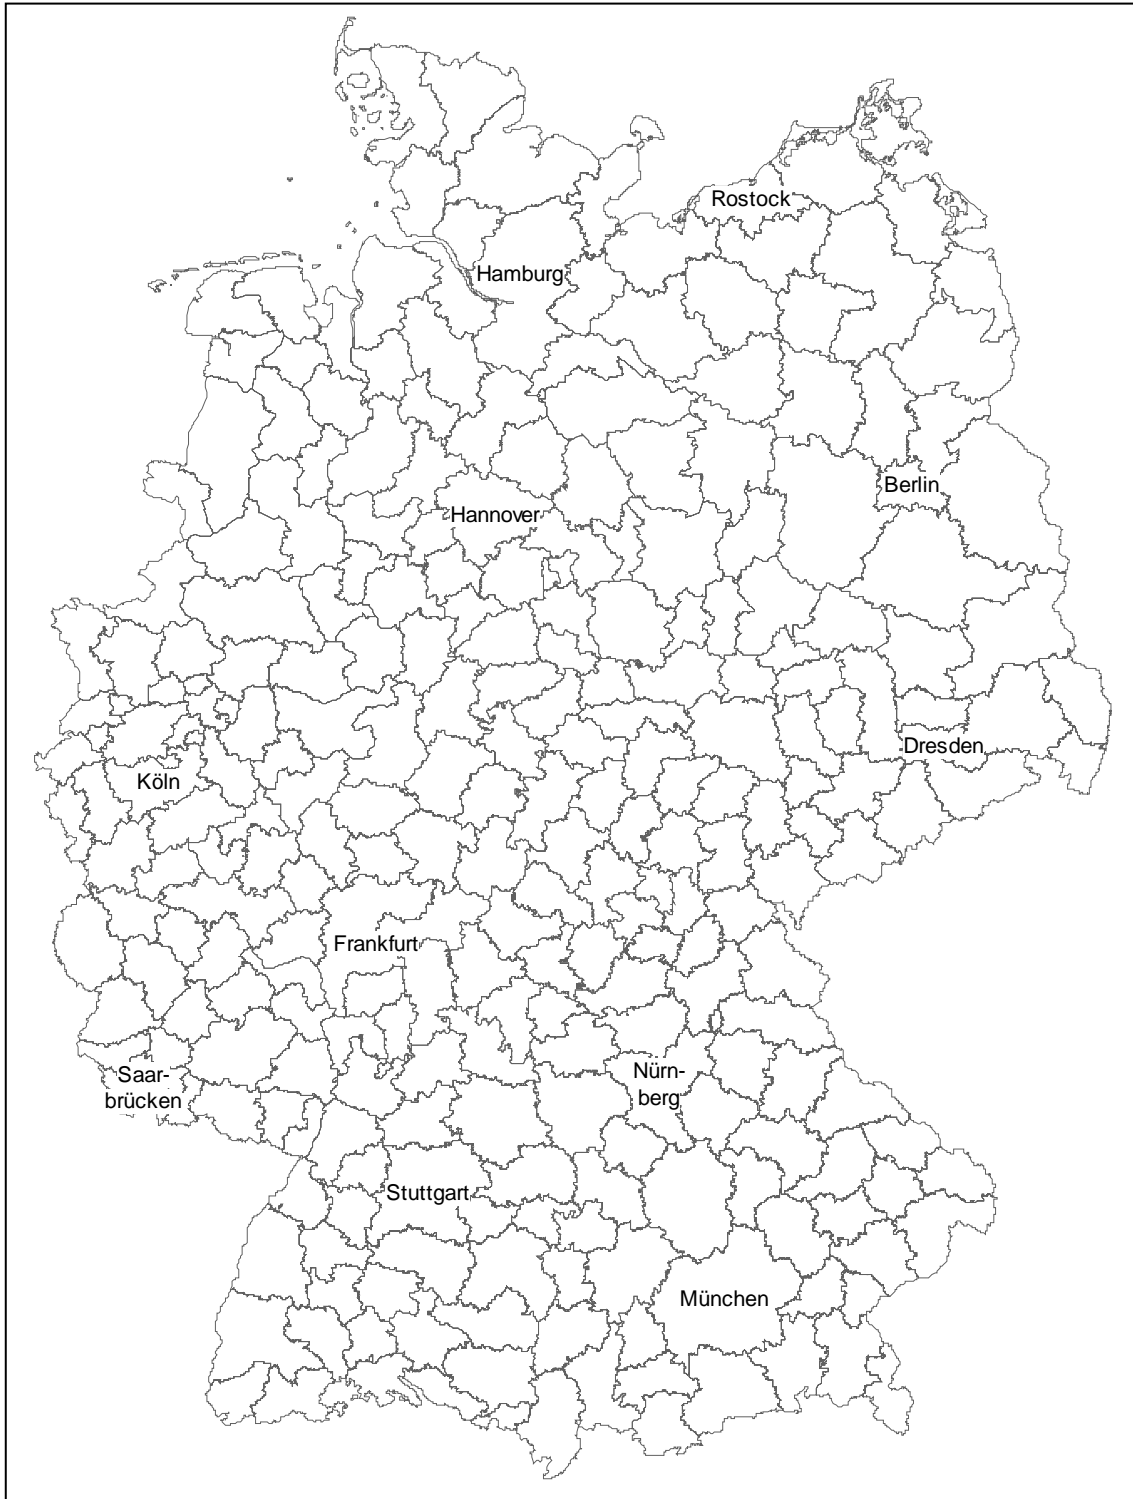 Rostock
Hamburg
Berlin
Hannover
Dresden
Köln
Frankfurt
Saar-
brücken
Nürn-
berg
Stuttgart
München